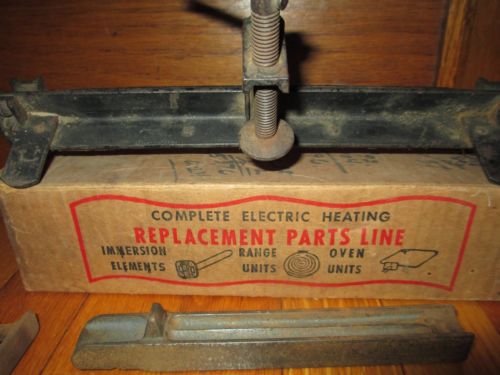 COMPLETE ELECTRIC HEATING
REPLACEMENT PARTS LINE
IMMERSION RANGE OVEN
ELEMENTS UNITS UNITS